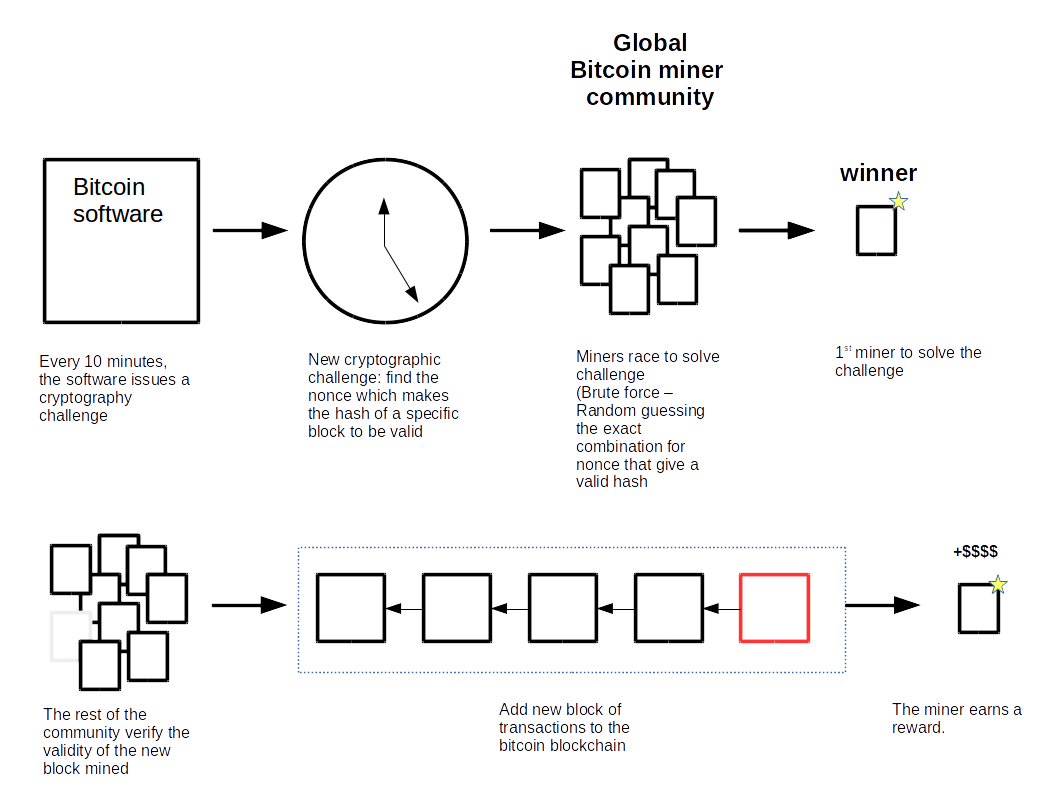 Global
Bitcoin miner
community
Bitcoin
software
winner
Every 10 minutes,
the software issues a
cryptography
challenge
New cryptographic
challenge: find the
nonce which makes
the hash of a specific
block to be valid
Miners race to solve
challenge
(Brute force –
Random guessing
the exact
combination for
nonce that give a
valid hash
1st miner to solve the
challenge
+$$$$
The rest of the
community verify the
validity of the new
block mined
Add new block of
transactions to the
bitcoin blockchain
The miner earns a
reward.